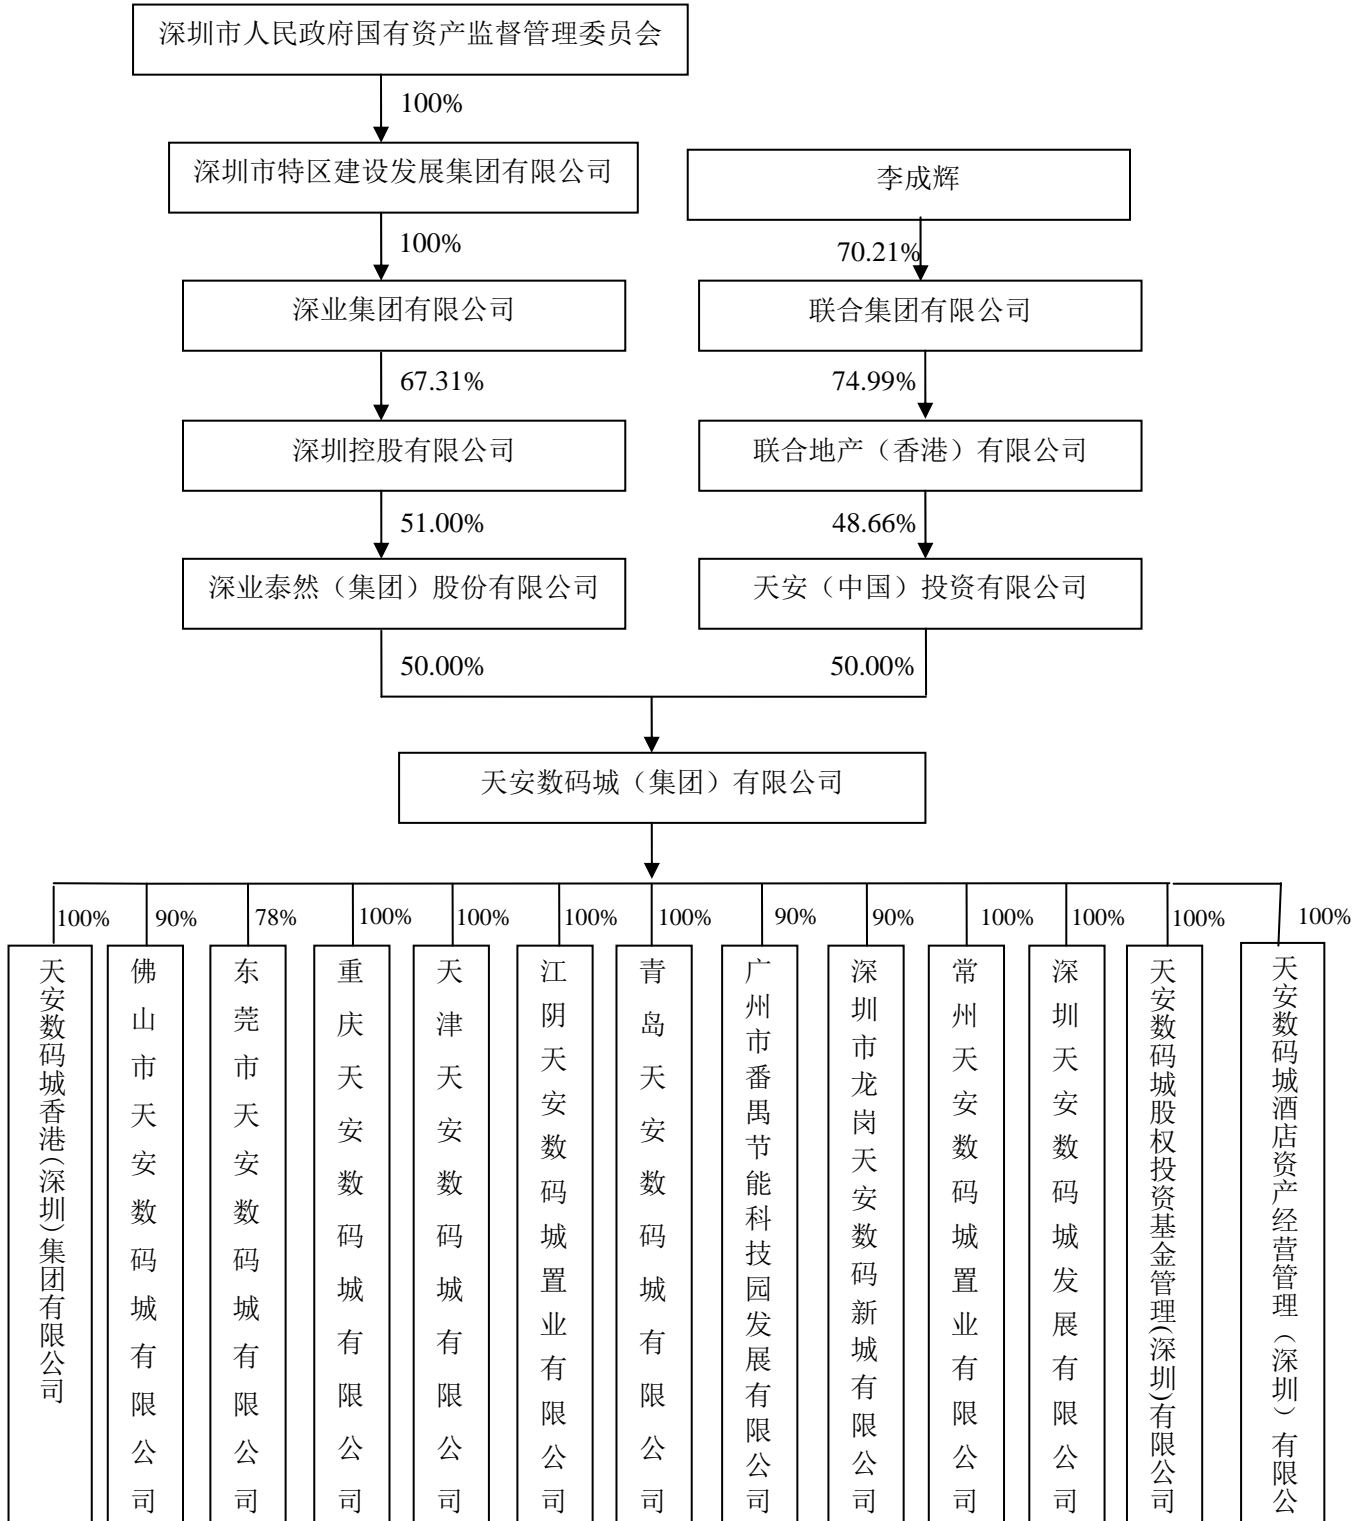 深圳市人民政府国有资产监督管理委员会
100%
深圳市特区建设发展集团有限公司
李成辉
100%
70.21%
深业集团有限公司
联合集团有限公司
67.31%
74.99%
深圳控股有限公司
联合地产（香港）有限公司
51.00%
48.66%
深业泰然（集团）股份有限公司
天安（中国）投资有限公司
50.00%
50.00%
天安数码城（集团）有限公司
100%
90%
78%
100%
100%
100%
100%
90%
90%
100%
100%
100%
100%
天安数码城香港(深圳)集团有限公司
佛山市天安数码城有限公司
东莞市天安数码城有限公司
重庆天安数码城有限公司
天津天安数码城有限公司
江阴天安数码城置业有限公司
青岛天安数码城有限公司
广州市番禺节能科技园发展有限公司
深圳市龙岗天安数码新城有限公司
常州天安数码城置业有限公司
深圳天安数码城发展有限公司
天安数码城股权投资基金管理(深圳)有限公司
天安数码城酒店资产经营管理（深圳）有限公